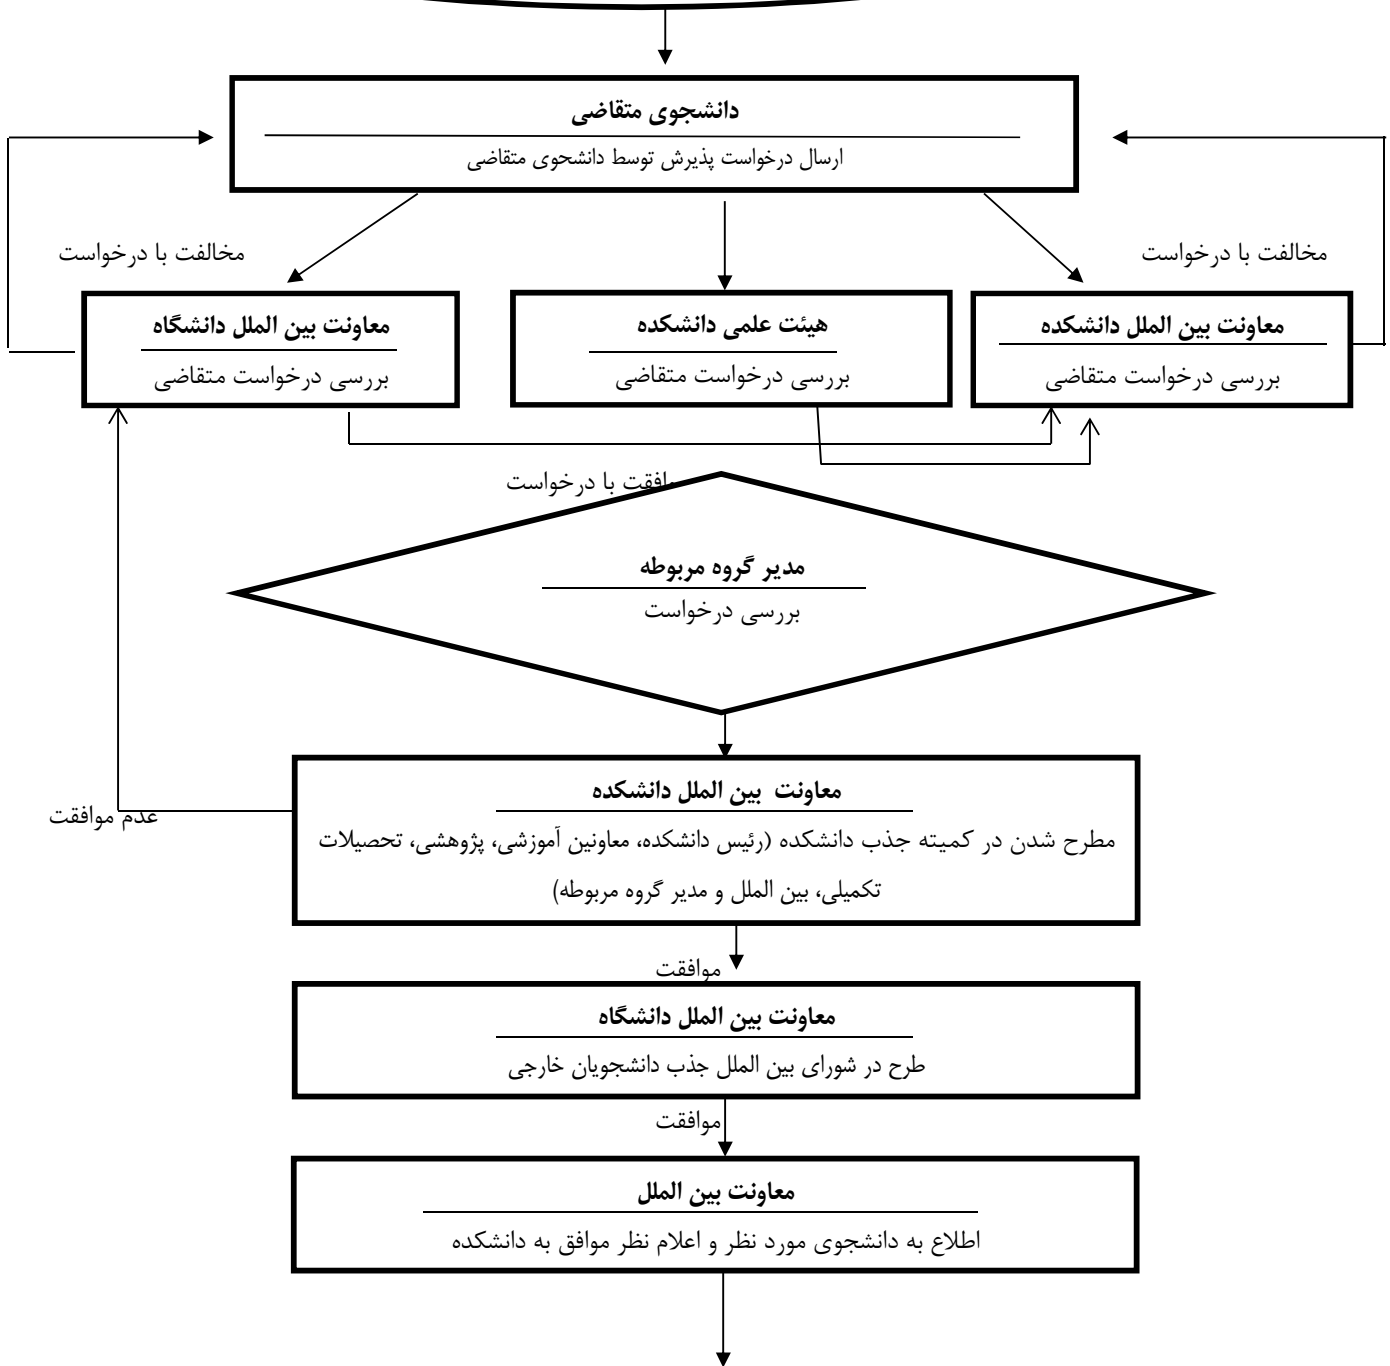 دانشجوی متقاضی
ارسال درخواست پذیرش توسط دانشحوی متقاضی
مخالفت با درخواست
مخالفت با درخواست
معاونت بین الملل دانشکده
بررسی درخواست متقاضی
هیئت علمی دانشکده
بررسی درخواست متقاضی
معاونت بین الملل دانشگاه
بررسی درخواست متقاضی
موافقت با درخواست
مدیر گروه مربوطه
بررسی درخواست
معاونت بین الملل دانشکده
مطرح شدن در کمیته جذب دانشکده (رئیس دانشکده، معاونین آموزشی، پژوهشی، تحصیلات
تکمیلی، بین الملل و مدیر گروه مربوطه)
عدم موافقت
موافقت
معاونت بین الملل دانشگاه
طرح در شورای بین الملل جذب دانشجویان خارجی
موافقت
معاونت بین الملل
اطلاع به دانشجوی مورد نظر و اعلام نظر موافق به دانشکده